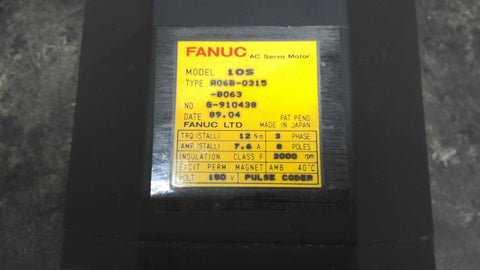 FANUC AC Servo Motor
MODEL 10S
TYPE A06B-0315
-B063
NO 8-910438
DATE 89.04 PAT PEND
FANUC LTD MADE IN JAPAN
TRQ (STALL) 12 Nm 3 PHASE
AMP. (STALL) 7.6 A 8 POLES
INSULATION CLASS F 2000 rpm
EXCIT PERM MAGNET AMB 40°C
VOLT 180 V PULSE CODER